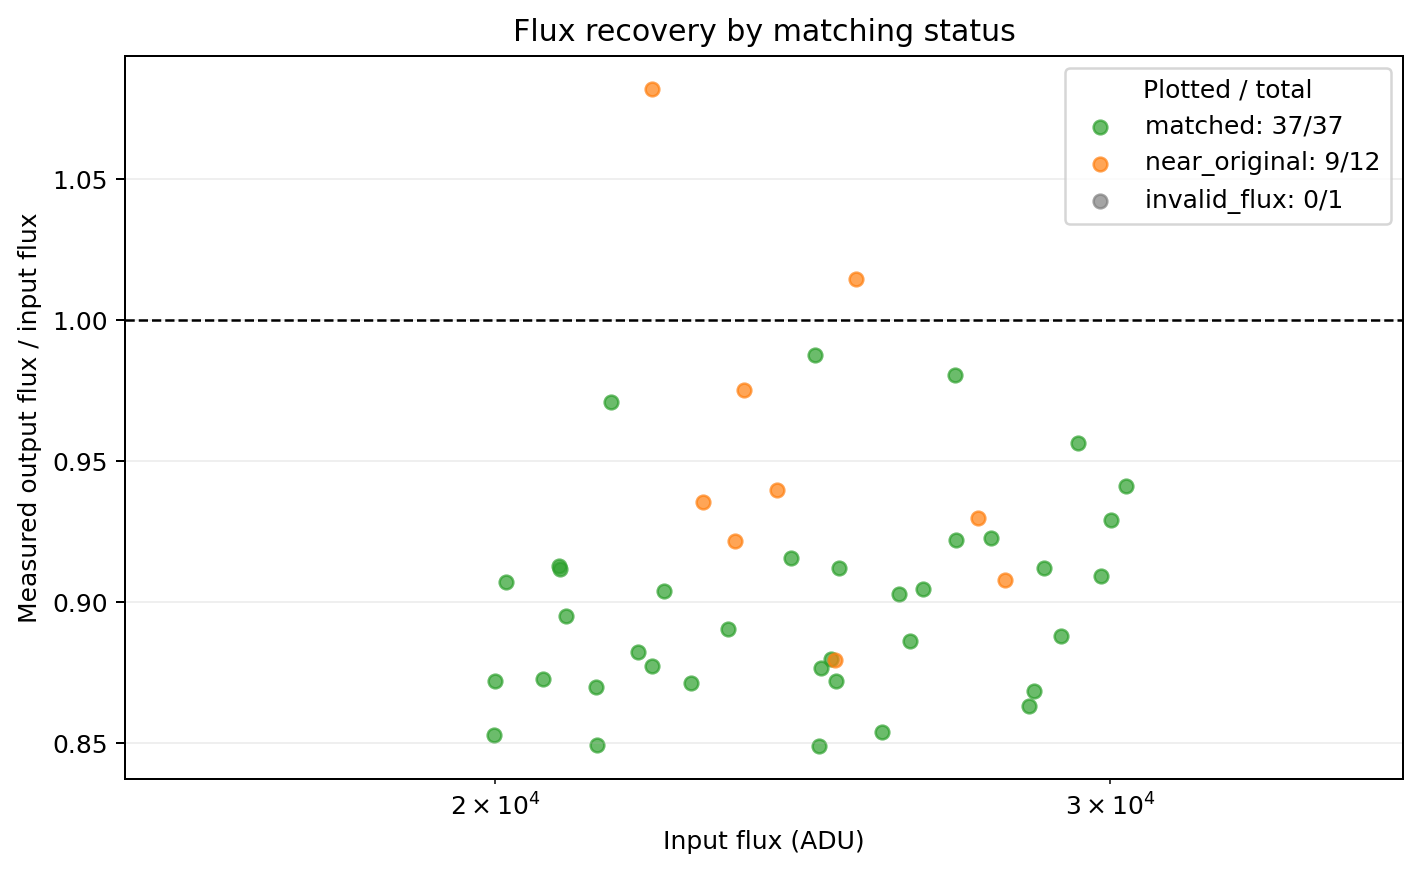 Flux recovery by matching status
Plotted / total
matched: 37/37
near_original: 9/12
invalid_flux: 0/1
Measured output flux / input flux
1.05
1.00
0.95
0.90
0.85
2 × 10⁴
3 × 10⁴
Input flux (ADU)